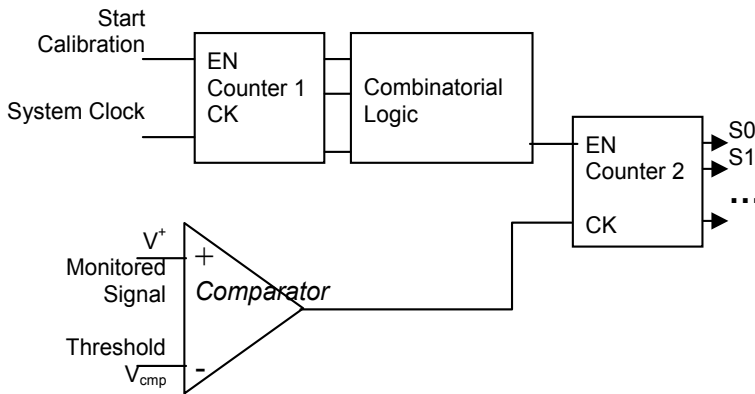 Start
Calibration
EN
Counter 1
CK
System Clock
Combinatorial
Logic
EN
Counter 2
CK
S0
S1
...
V+
Monitored
Signal
+
Comparator
Threshold
Vcmp
-